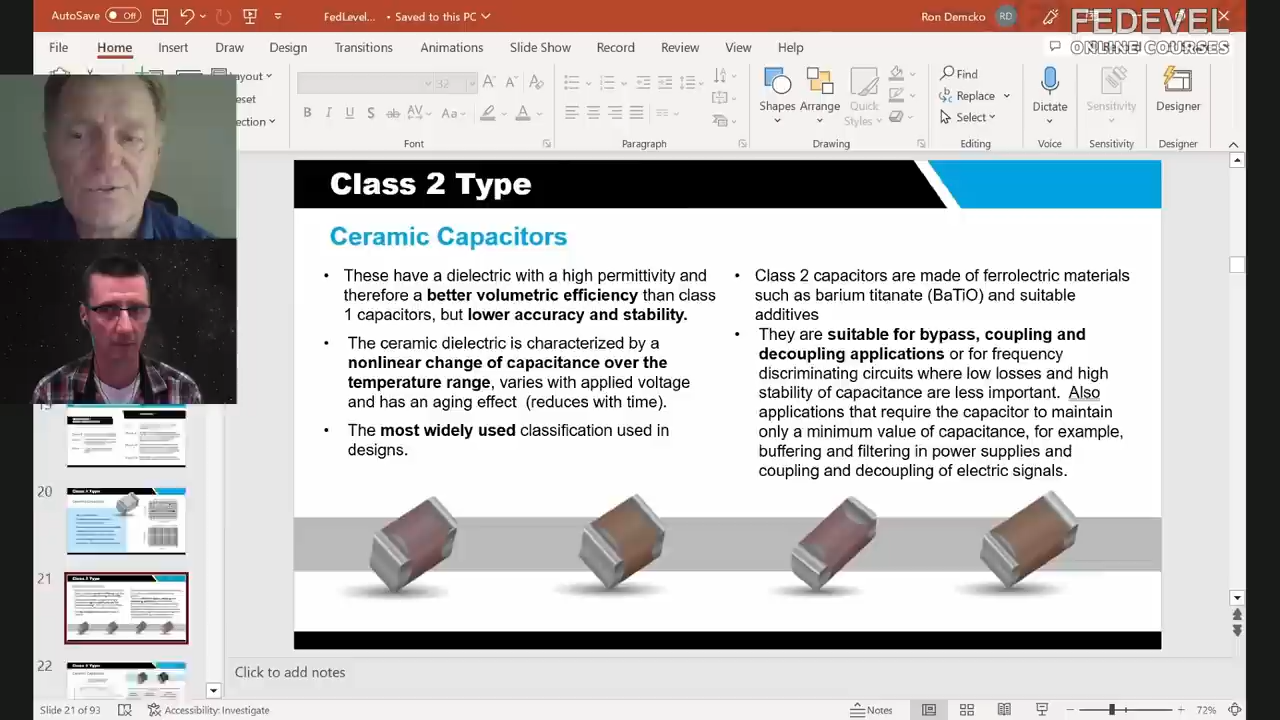 AutoSave
Off
FedLevel... • Saved to this PC
Ron Demcko
RD
FEDEVEL
ONLINE COURSES
File
Home
Insert
Draw
Design
Transitions
Animations
Slide Show
Record
Review
View
Help
Shapes
Arrange
Quick
Styles
Find
Replace
Select
Dictate
Sensitivity
Designer
Font
Paragraph
Drawing
Editing
Voice
Sensitivity
Designer
Class 2 Type
Ceramic Capacitors
• These have a dielectric with a high permittivity and
therefore a better volumetric efficiency than class
1 capacitors, but lower accuracy and stability.
• The ceramic dielectric is characterized by a
nonlinear change of capacitance over the
temperature range, varies with applied voltage
and has an aging effect (reduces with time).
• The most widely used classification used in
designs.
• Class 2 capacitors are made of ferrolectric materials
such as barium titanate (BaTiO) and suitable
additives
• They are suitable for bypass, coupling and
decoupling applications or for frequency
discriminating circuits where low losses and high
stability of capacitance are less important. Also
applications that require the capacitor to maintain
only a minimum value of capacitance, for example,
buffering and filtering in power supplies and
coupling and decoupling of electric signals.
20
21
Class 2 Type
22
Click to add notes
Slide 21 of 93
Accessibility: Investigate
Notes
72%